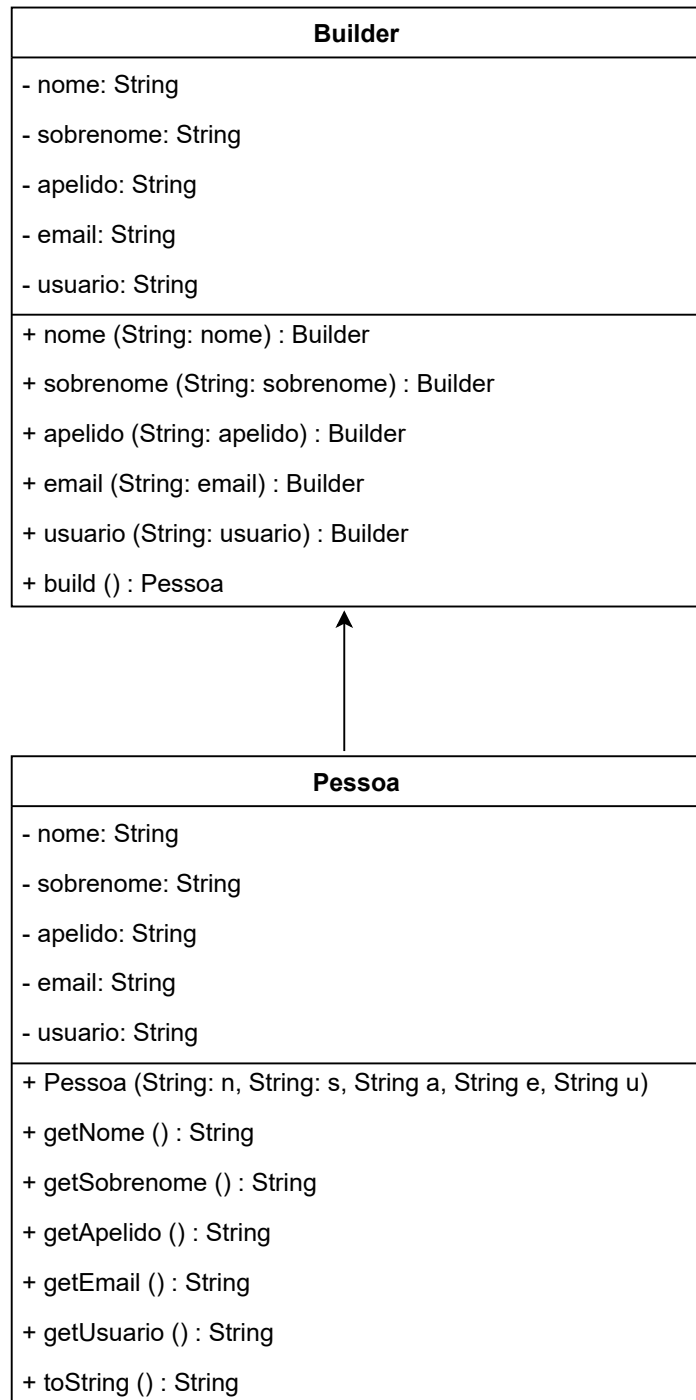 Builder
- nome: String
- sobrenome: String
- apelido: String
- email: String
- usuario: String
+ nome (String: nome) : Builder
+ sobrenome (String: sobrenome) : Builder
+ apelido (String: apelido) : Builder
+ email (String: email) : Builder
+ usuario (String: usuario) : Builder
+ build () : Pessoa
Pessoa
- nome: String
- sobrenome: String
- apelido: String
- email: String
- usuario: String
+ Pessoa (String: n, String: s, String a, String e, String u)
+ getNome () : String
+ getSobrenome () : String
+ getApelido () : String
+ getEmail () : String
+ getUsuario () : String
+ toString () : String